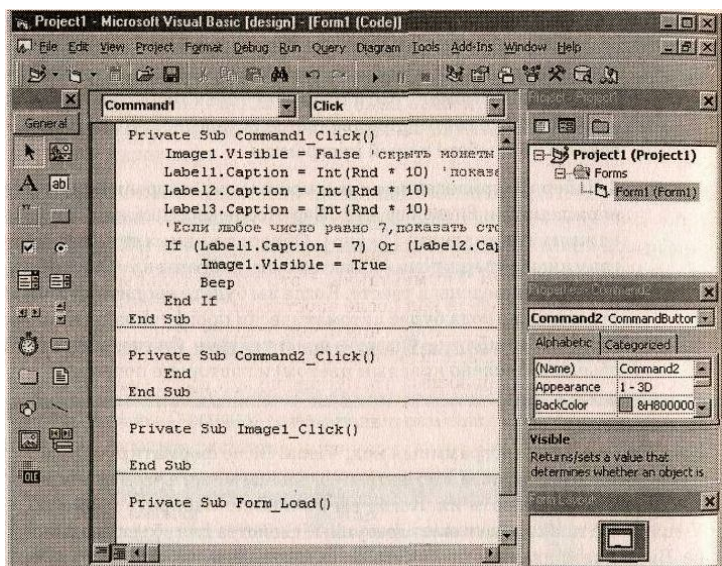 Project1 - Microsoft Visual Basic [design] - [Form1 (Code)]
File Edit View Project Format Debug Run Query Diagram Tools Add-Ins Window Help
General
Command1
Click
Private Sub Command1_Click()
Image1.Visible = False 'скрыть монеты
Label1.Caption = Int(Rnd * 10) 'показа
Label2.Caption = Int(Rnd * 10)
Label3.Caption = Int(Rnd * 10)
'Если любое число равно 7,показать сто
If (Label1.Caption = 7) Or (Label2.Cap
Image1.Visible = True
Beep
End If
End Sub
Private Sub Command2_Click()
End
End Sub
Private Sub Image1_Click()
End Sub
Private Sub Form_Load()
Project - Project1
Project1 (Project1)
Forms
Form1 (Form1)
Properties - Command2
Command2 CommandButton
Alphabetic Categorized
(Name) Command2
Appearance 1 - 3D
BackColor &H800000
Visible
Returns/sets a value that
determines whether an object is
Form Layout
OLE